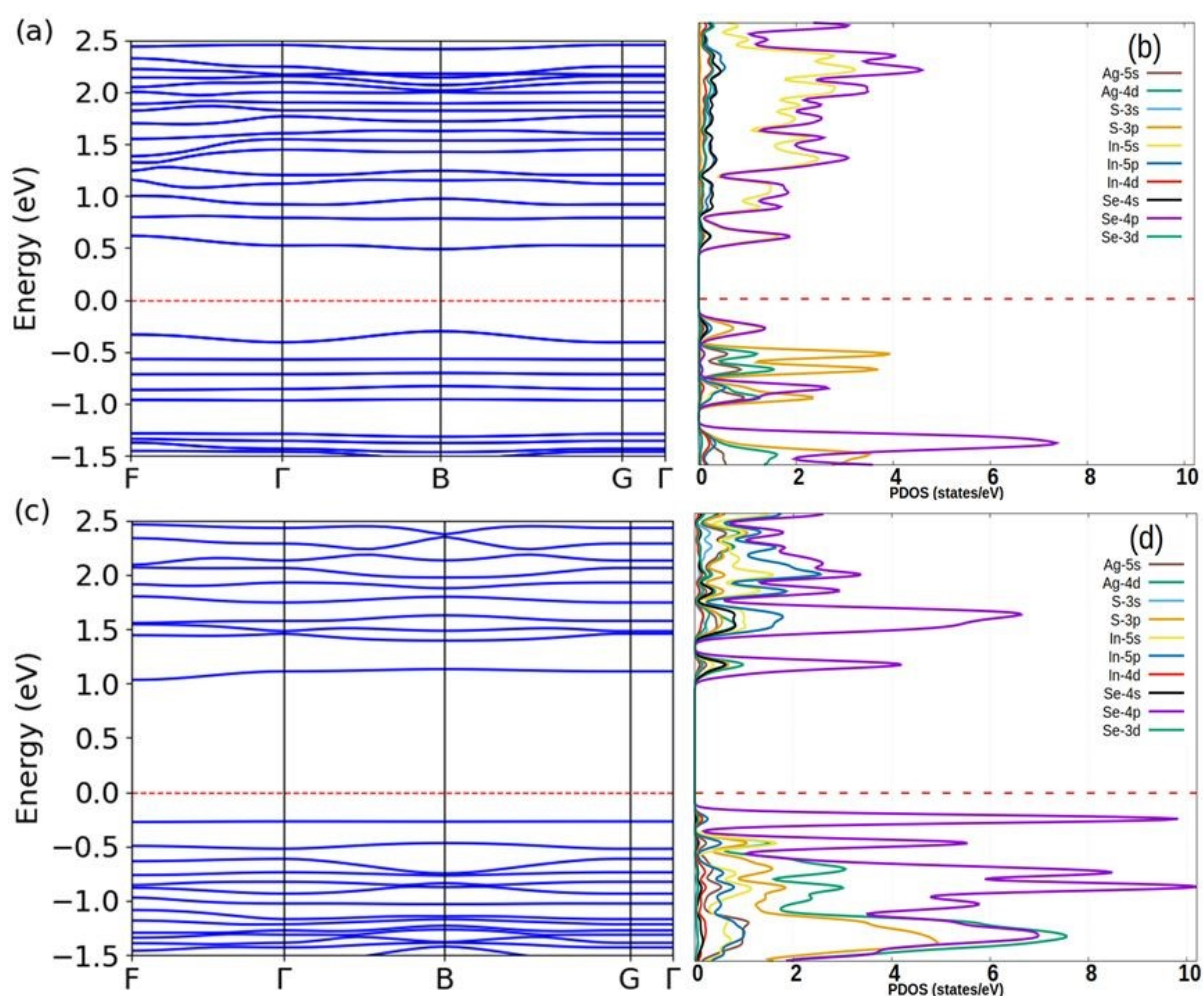 (a)
2.5
2.0
1.5
1.0
0.5
0.0
−0.5
−1.0
−1.5
Energy (eV)
F Γ B G Γ
(b)
Ag-5s
Ag-4d
S-3s
S-3p
In-5s
In-5p
In-4d
Se-4s
Se-4p
Se-3d
0 2 4 6 8 10
PDOS (states/eV)
(c)
2.5
2.0
1.5
1.0
0.5
0.0
−0.5
−1.0
−1.5
Energy (eV)
F Γ B G Γ
(d)
Ag-5s
Ag-4d
S-3s
S-3p
In-5s
In-5p
In-4d
Se-4s
Se-4p
Se-3d
0 2 4 6 8 10
PDOS (states/eV)